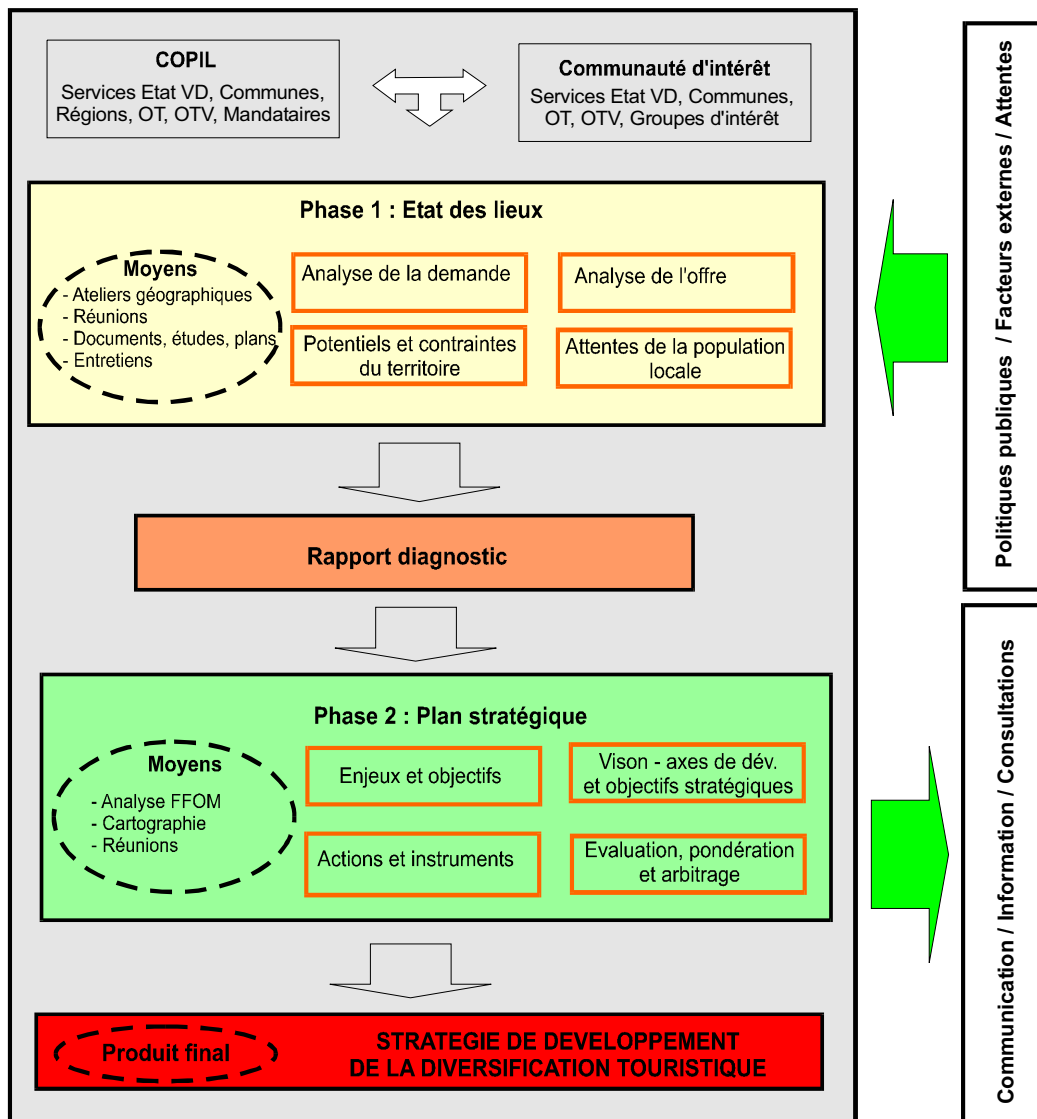 COPIL
Services Etat VD, Communes,
Régions, OT, OTV, Mandataires
Communauté d'intérêt
Services Etat VD, Communes,
OT, OTV, Groupes d'intérêt
Phase 1 : Etat des lieux
Moyens
- Ateliers géographiques
- Réunions
- Documents, études, plans
- Entretiens
Analyse de la demande
Analyse de l'offre
Potentiels et contraintes
du territoire
Attentes de la population
locale
Rapport diagnostic
Phase 2 : Plan stratégique
Moyens
- Analyse FFOM
- Cartographie
- Réunions
Enjeux et objectifs
Vison - axes de dév.
et objectifs stratégiques
Actions et instruments
Evaluation, pondération
et arbitrage
Produit final
STRATEGIE DE DEVELOPPEMENT
DE LA DIVERSIFICATION TOURISTIQUE
Politiques publiques / Facteurs externes / Attentes
Communication / Information / Consultations